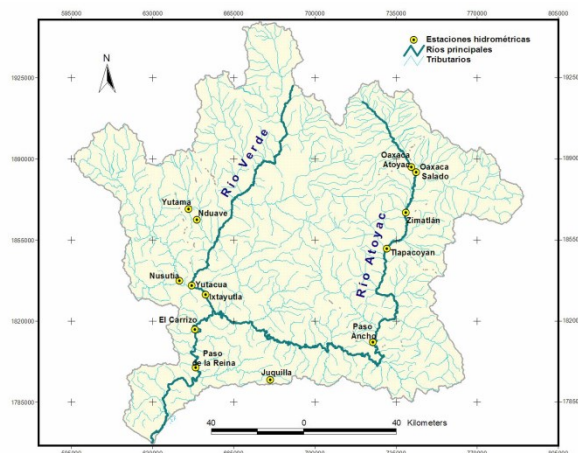 595000
630000
665000
700000
735000
770000
805000
N
Estaciones hidrométricas
Ríos principales
Tributarios
1925000
1925000
Río Verde
1890000
Oaxaca
Atoyac
Oaxaca
Salado
1890000
Yutama
Nduave
Zimatlán
1855000
Tlapacoyan
1855000
Río Atoyac
Nusutia
Yutacua
Ixtayutla
1820000
El Carrizo
Paso
Ancho
1820000
Paso
de la Reina
Juquilla
1785000
1785000
40
0
40
Kilometers
595000
630000
665000
700000
735000
770000
805000